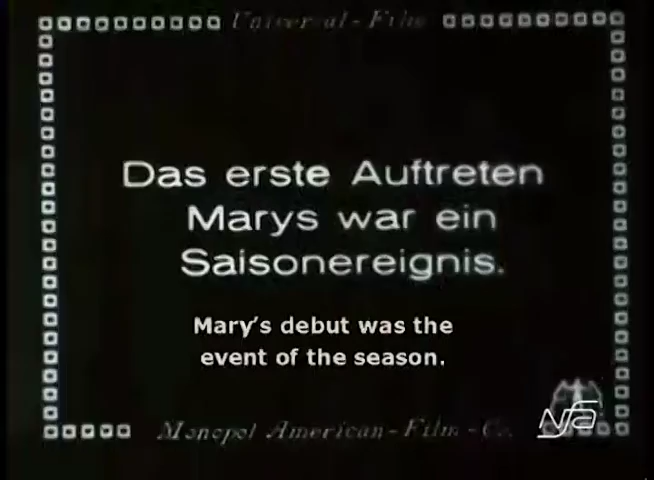 Universal-Film
Das erste Auftreten
Marys war ein
Saisonereignis.
Mary's debut was the
event of the season.
Monopol American-Film-Co.
NFA